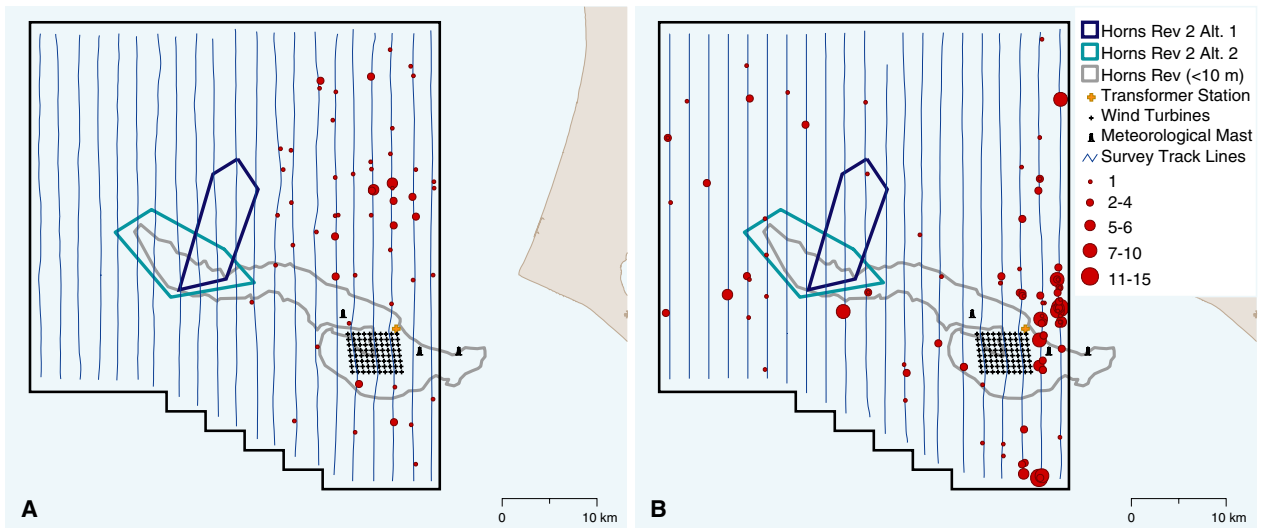 Horns Rev 2 Alt. 1
Horns Rev 2 Alt. 2
Horns Rev (<10 m)
Transformer Station
Wind Turbines
Meteorological Mast
Survey Track Lines
1
2-4
5-6
7-10
11-15
A
0 10 km
B
0 10 km